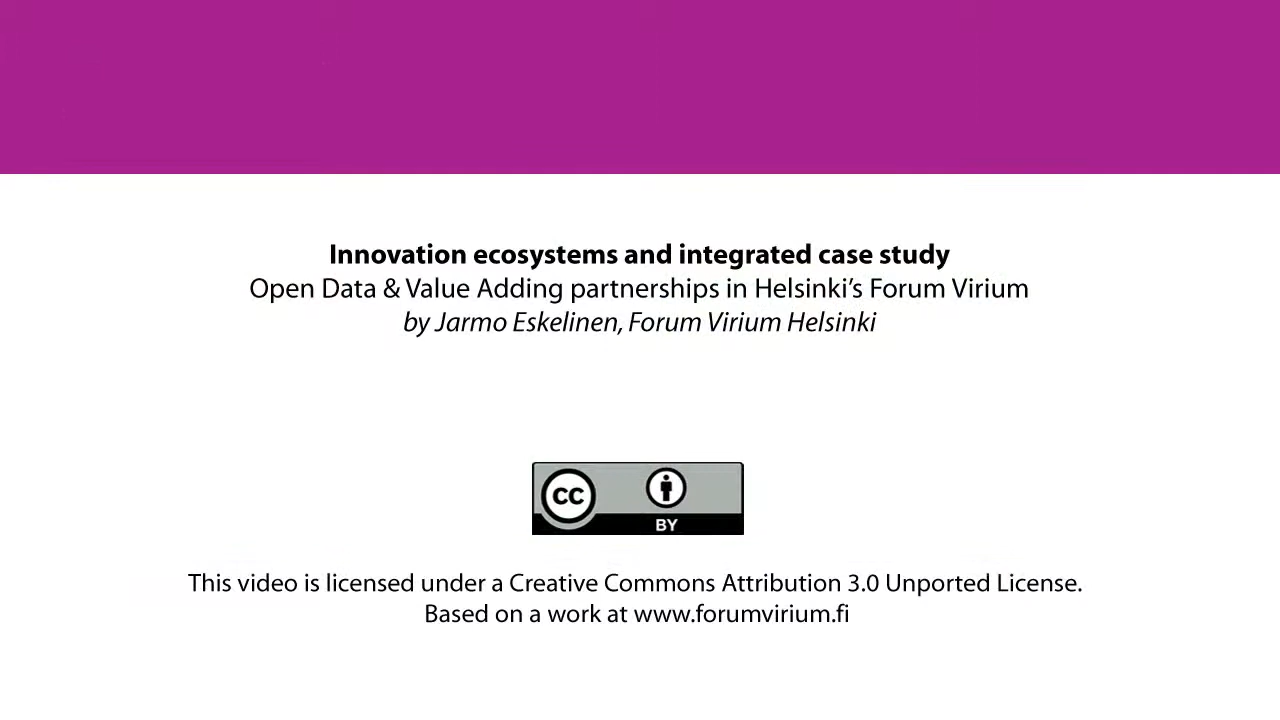 Innovation ecosystems and integrated case study
Open Data & Value Adding partnerships in Helsinki’s Forum Virium
by Jarmo Eskelinen, Forum Virium Helsinki
CC
BY
This video is licensed under a Creative Commons Attribution 3.0 Unported License.
Based on a work at www.forumvirium.fi